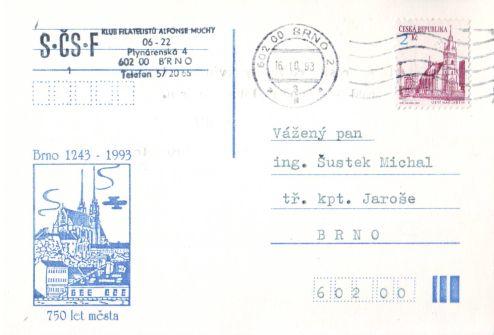 S·ČS·F
KLUB FILATELISTŮ ALFONSE MUCHY
06 - 22
Plynárenská 4
602 00 BRNO
Telefon 57 20 65
1
602 00 BRNO 2
16. 10. 93
a
ČESKÁ REPUBLIKA
2 Kč
Vážený pan
ing. Šustek Michal
tř. kpt. Jaroše
BRNO
602 00
Brno 1243 - 1993
750 let města